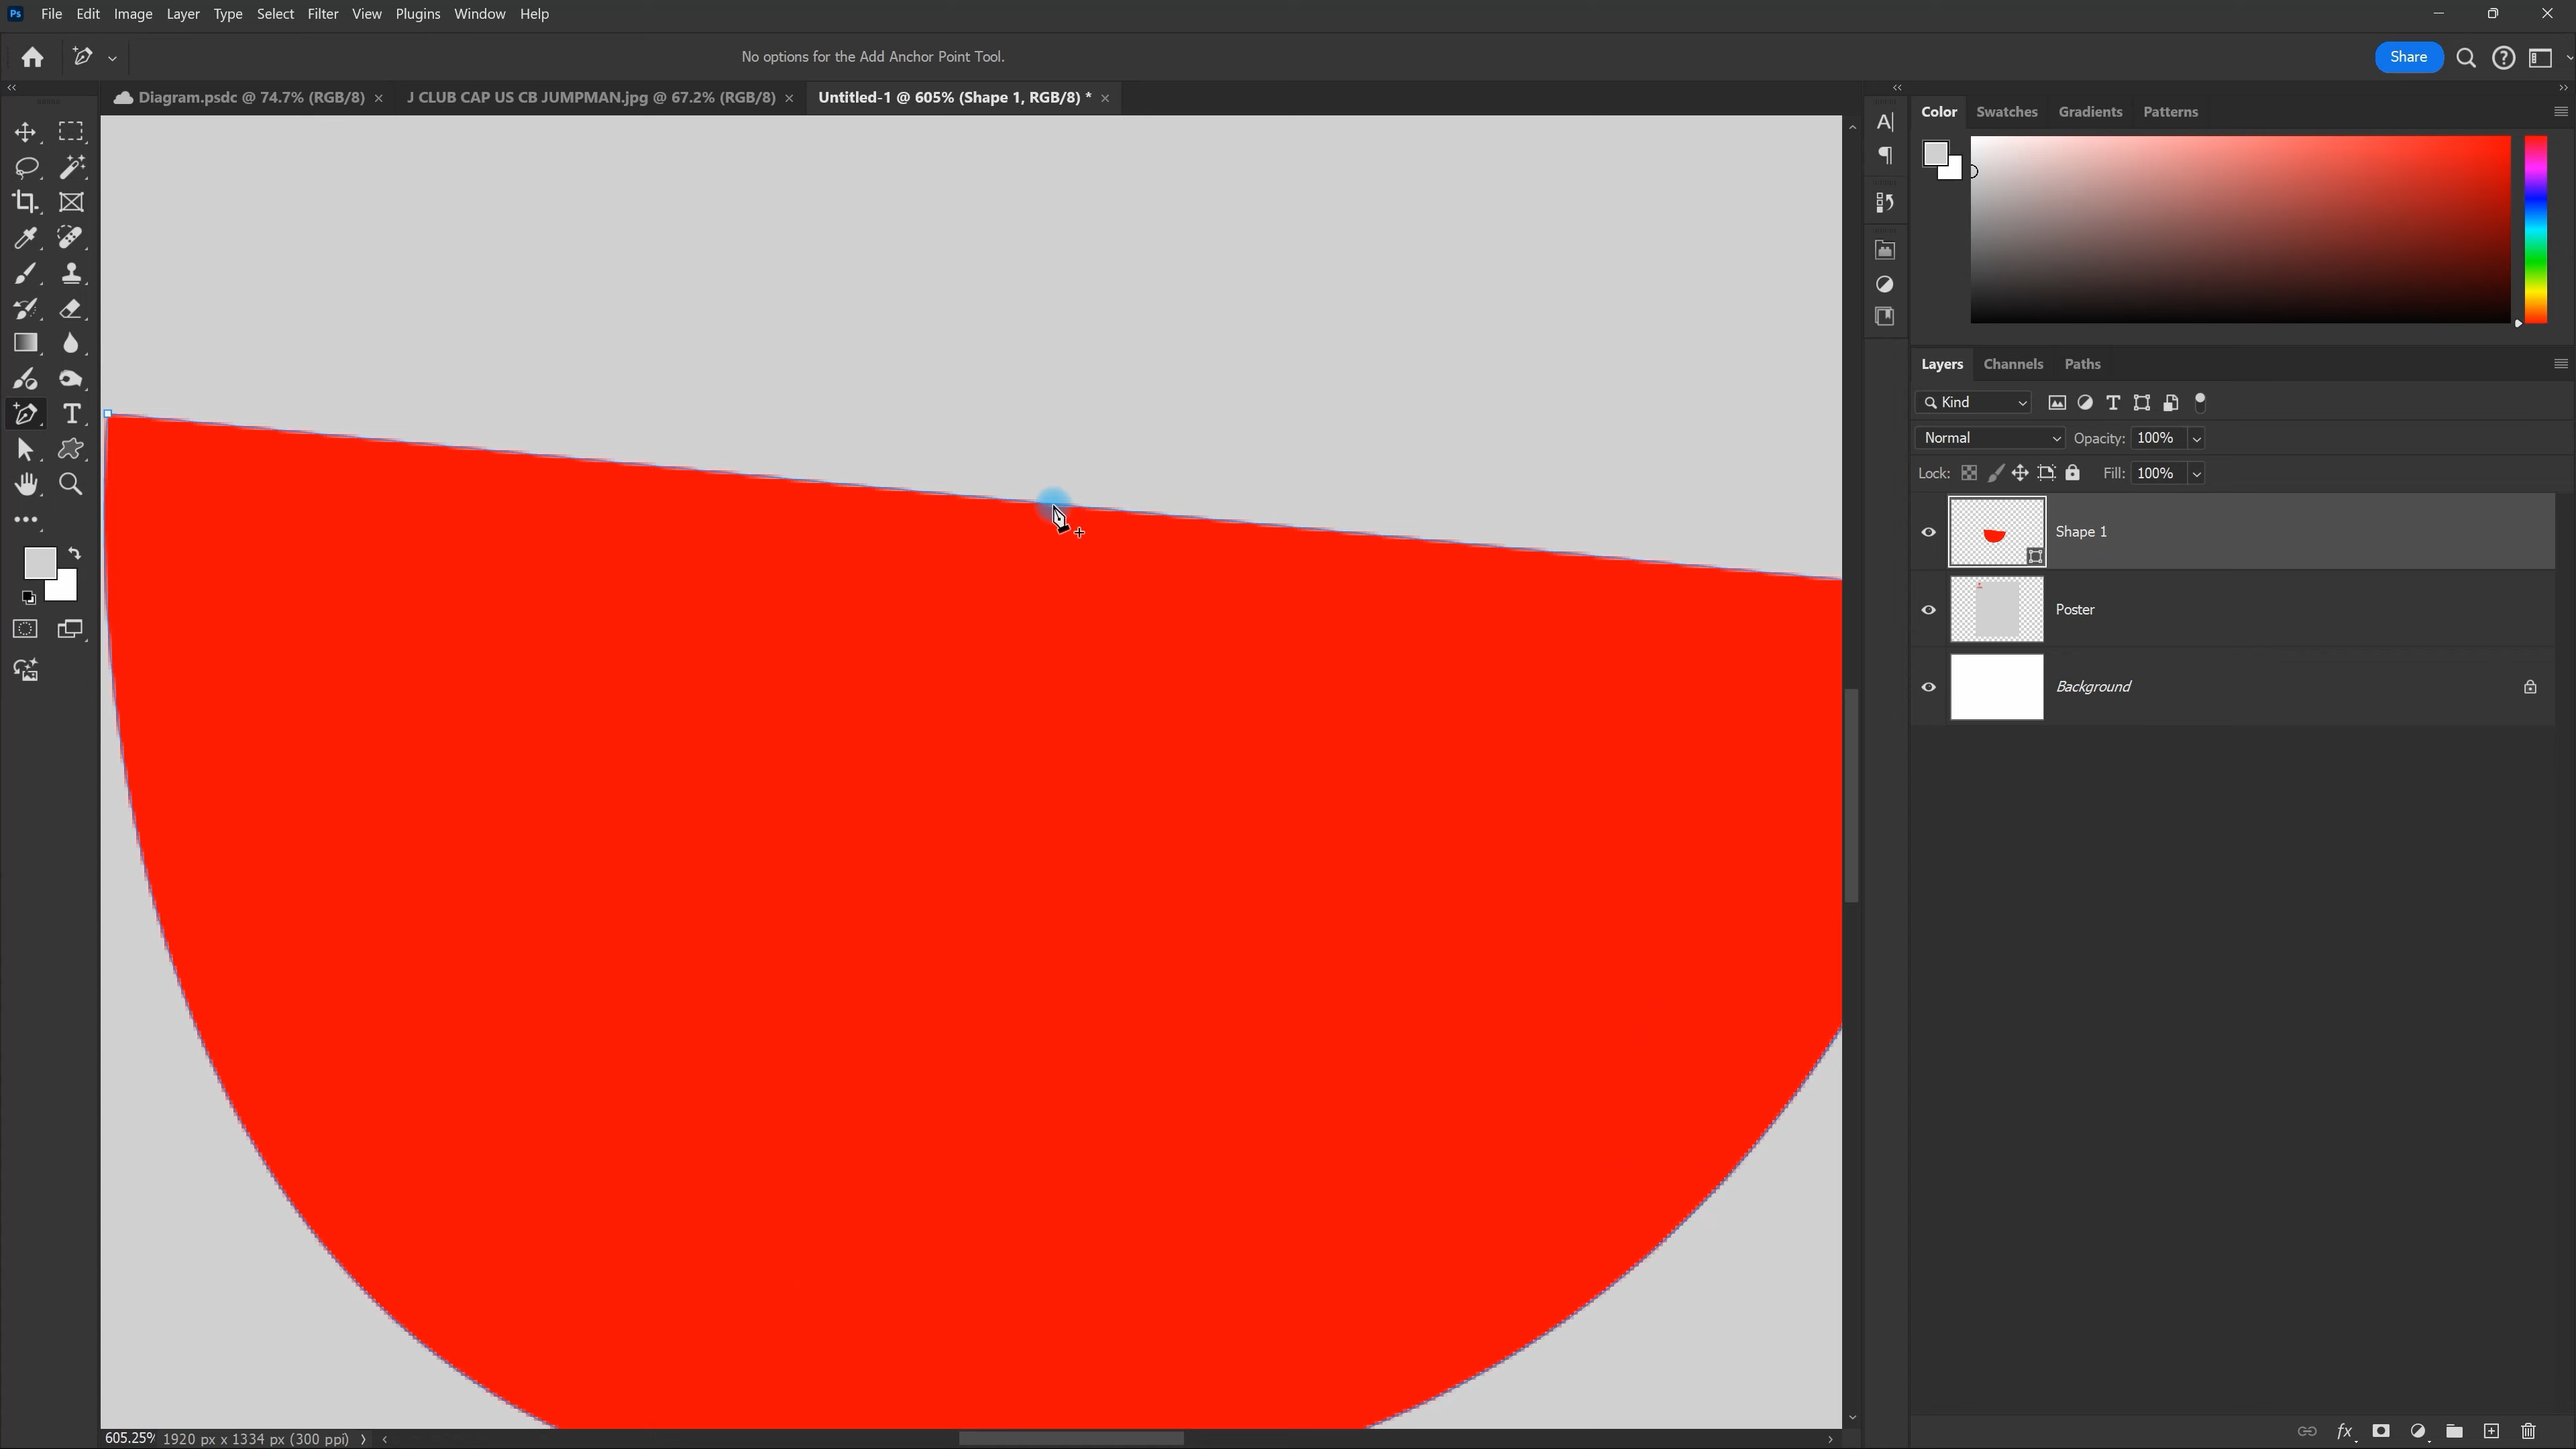 Ps File Edit Image Layer Type Select Filter View Plugins Window Help
No options for the Add Anchor Point Tool.
Share
Diagram.psdc @ 74.7% (RGB/8) × J CLUB CAP US CB JUMPMAN.jpg @ 67.2% (RGB/8) × Untitled-1 @ 605% (Shape 1, RGB/8) * ×
Color Swatches Gradients Patterns
Layers Channels Paths
Kind
Normal Opacity: 100%
Lock: Fill: 100%
Shape 1
Poster
Background
605.25% 1920 px x 1334 px (300 ppi)
fx